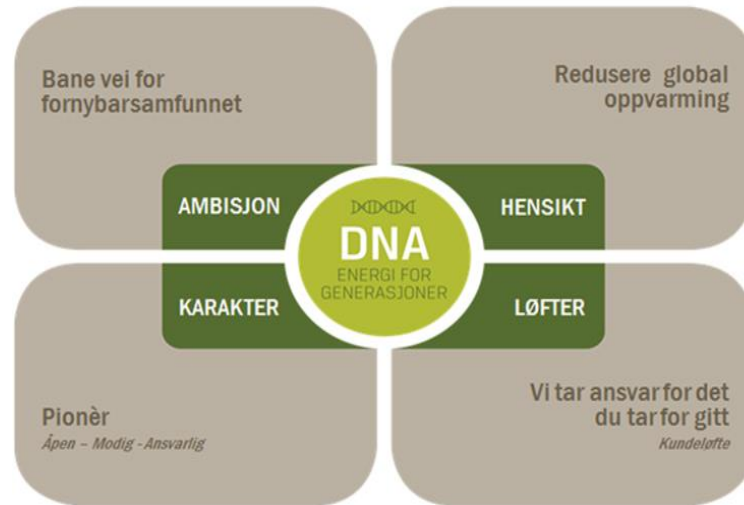 Bane vei for
fornybarsamfunnet
Redusere global
oppvarming
AMBISJON
HENSIKT
DNA
ENERGI FOR
GENERASJONER
KARAKTER
LØFTER
Pionèr
Åpen – Modig - Ansvarlig
Vi tar ansvar for det
du tar for gitt
Kundeløfte